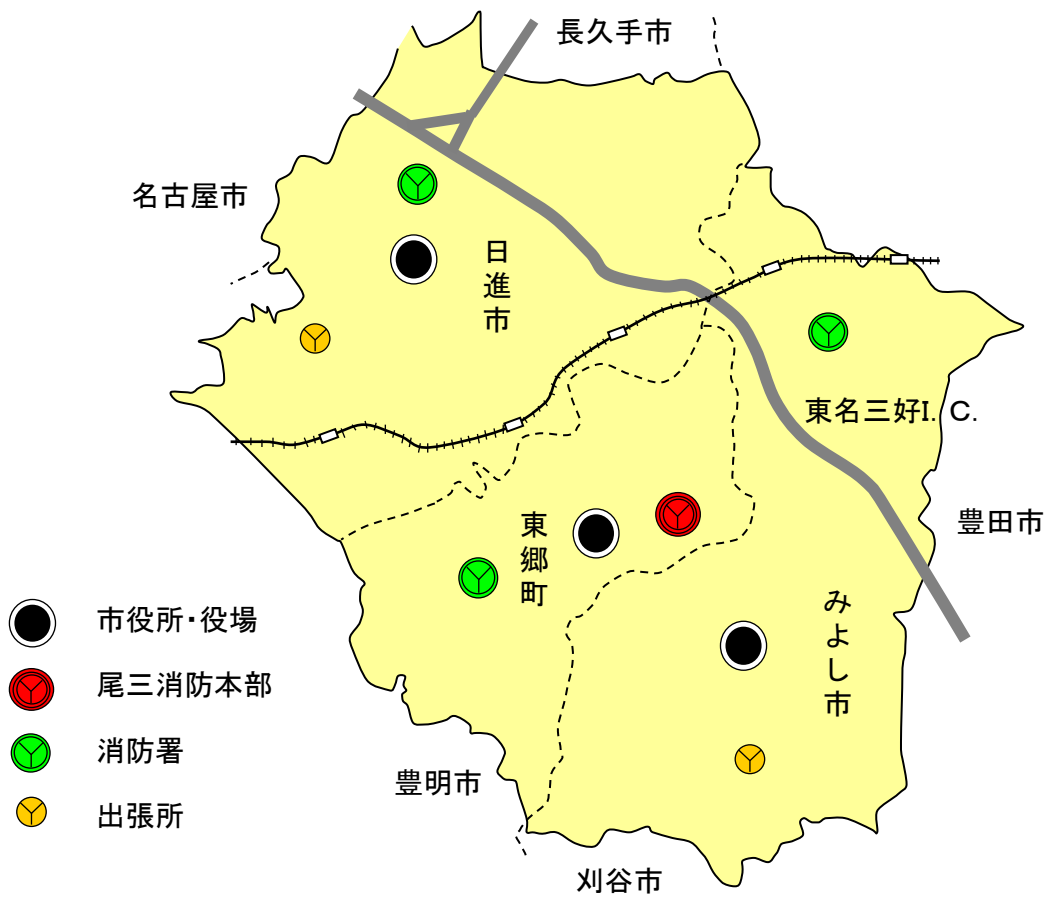 長久手市
名古屋市
日進市
東名三好I.C.
豊田市
東郷町
みよし市
市役所・役場
尾三消防本部
消防署
出張所
豊明市
刈谷市